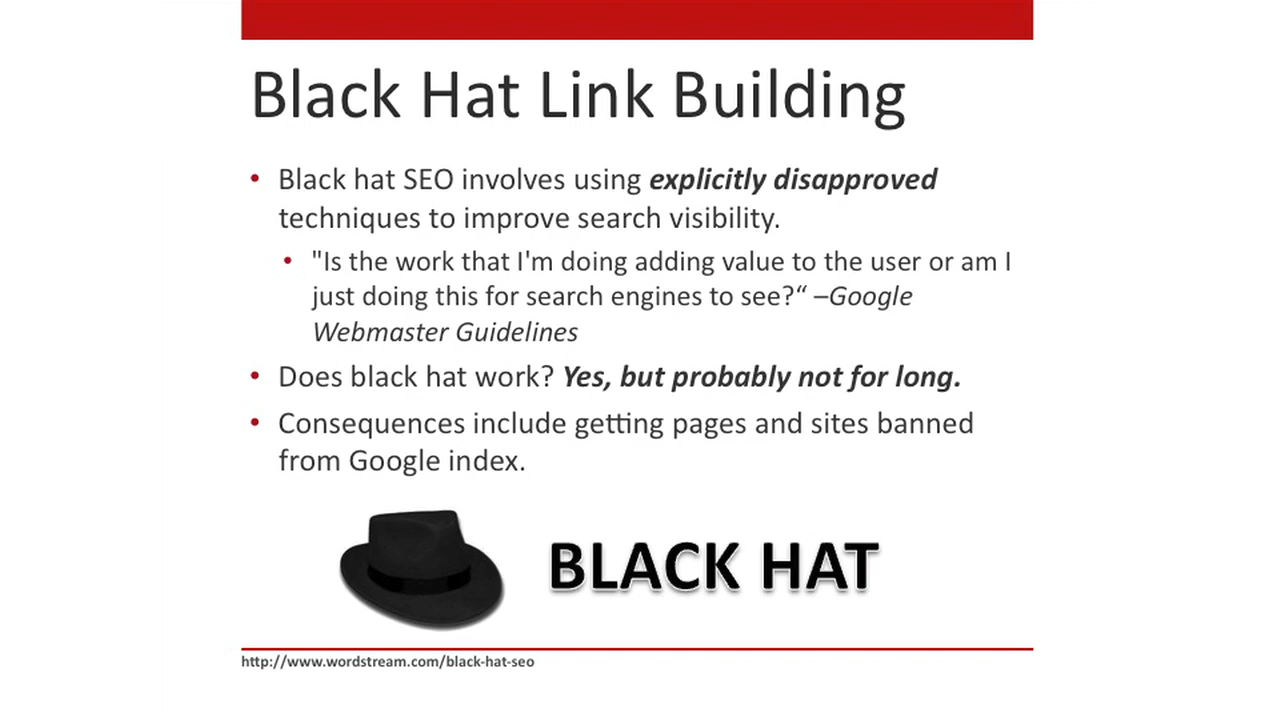 Black Hat Link Building
• Black hat SEO involves using explicitly disapproved
techniques to improve search visibility.
• "Is the work that I'm doing adding value to the user or am I
just doing this for search engines to see?“ –Google
Webmaster Guidelines
• Does black hat work? Yes, but probably not for long.
• Consequences include getting pages and sites banned
from Google index.
BLACK HAT
http://www.wordstream.com/black-hat-seo